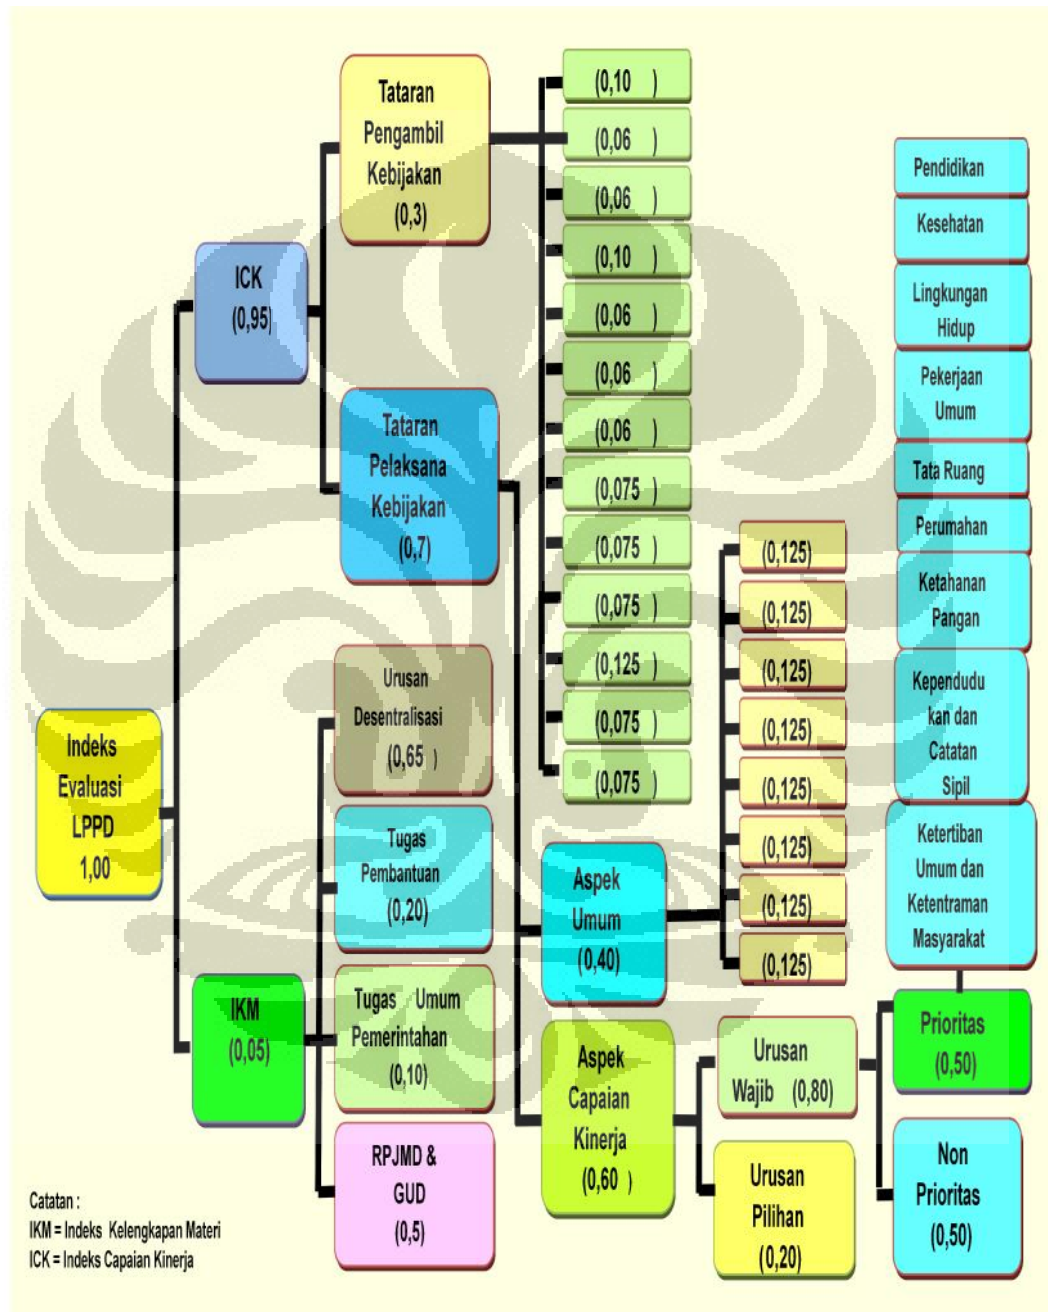 Indeks
Evaluasi
LPPD
1,00
ICK
(0,95)
IKM
(0,05)
Tataran
Pengambil
Kebijakan
(0,3)
Tataran
Pelaksana
Kebijakan
(0,7)
Urusan
Desentralisasi
(0,65 )
Tugas
Pembantuan
(0,20)
Tugas Umum
Pemerintahan
(0,10)
RPJMD &
GUD
(0,5)
(0,10 )
(0,06 )
(0,06 )
(0,10 )
(0,06 )
(0,06 )
(0,06 )
(0,075 )
(0,075 )
(0,075 )
(0,125 )
(0,075 )
(0,075 )
Aspek
Umum
(0,40)
Aspek
Capaian
Kinerja
(0,60 )
(0,125)
(0,125)
(0,125)
(0,125)
(0,125)
(0,125)
(0,125)
(0,125)
Urusan
Wajib (0,80)
Urusan
Pilihan
(0,20)
Pendidikan
Kesehatan
Lingkungan
Hidup
Pekerjaan
Umum
Tata Ruang
Perumahan
Ketahanan
Pangan
Kependudu
kan dan
Catatan
Sipil
Ketertiban
Umum dan
Ketentraman
Masyarakat
Prioritas
(0,50)
Non
Prioritas
(0,50)
Catatan :
IKM = Indeks Kelengkapan Materi
ICK = Indeks Capaian Kinerja